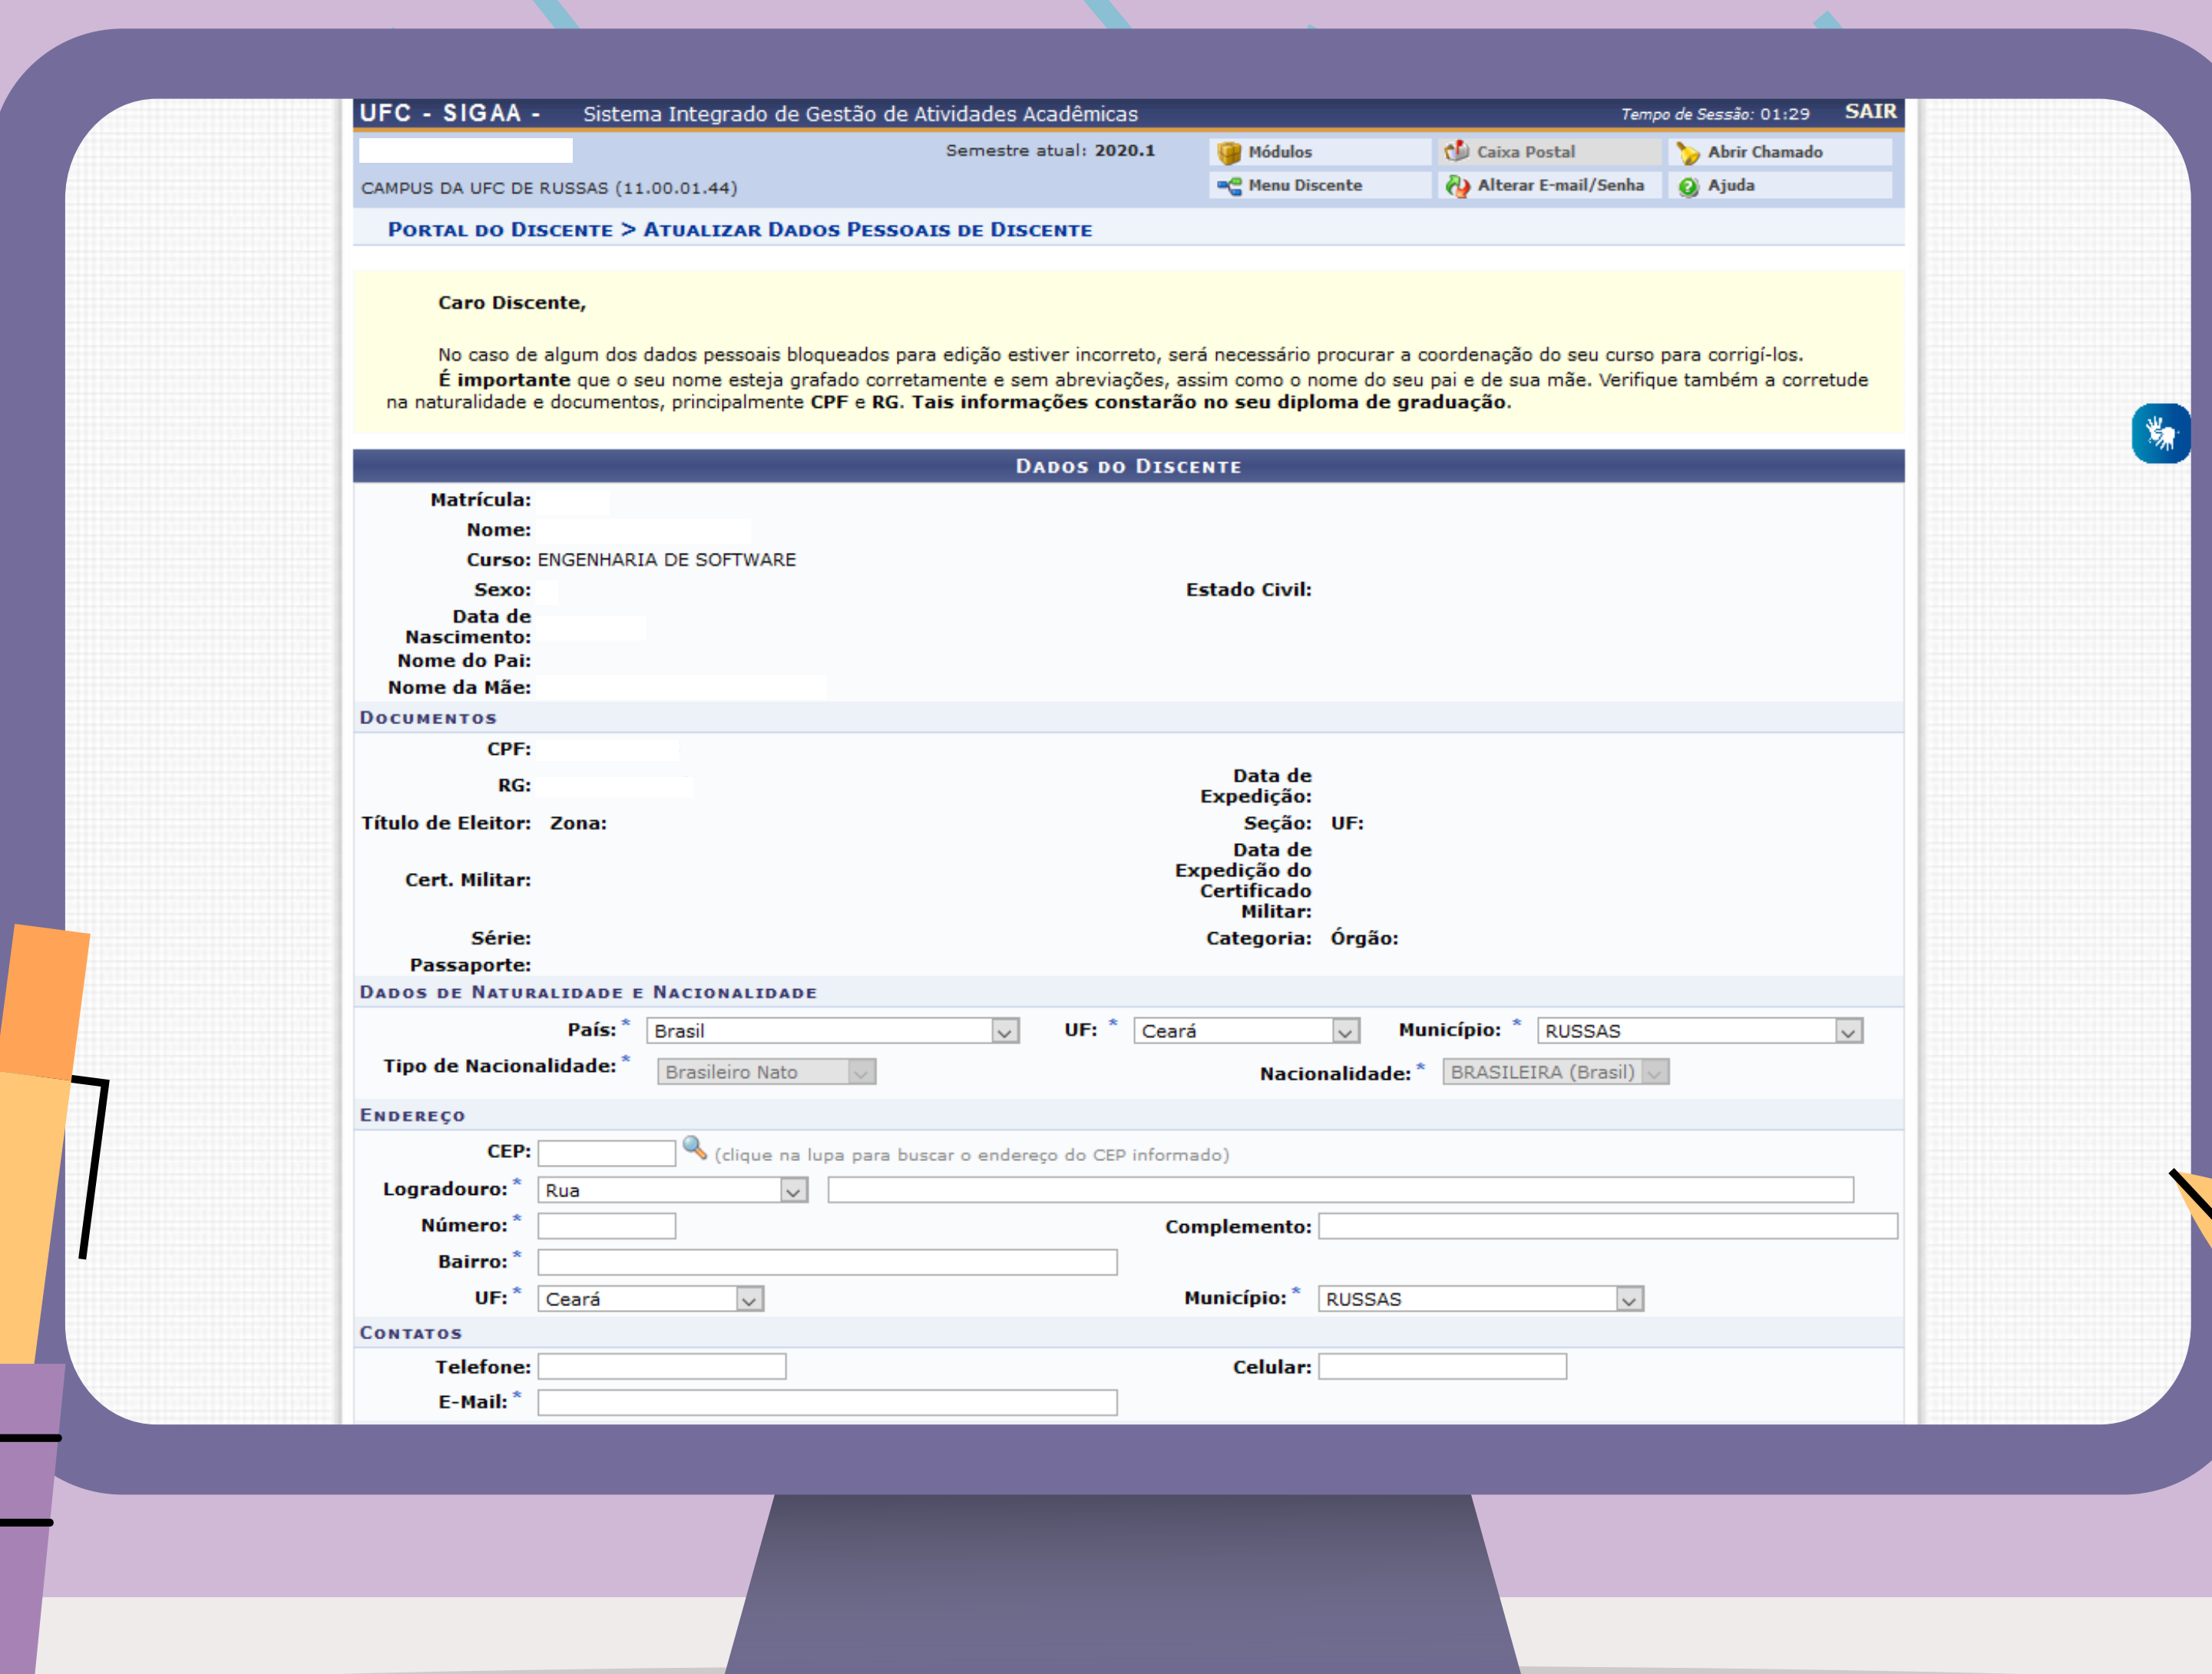 UFC - SIGAA - Sistema Integrado de Gestão de Atividades Acadêmicas Tempo de Sessão: 01:29 SAIR
Semestre atual: 2020.1 Módulos Caixa Postal Abrir Chamado
CAMPUS DA UFC DE RUSSAS (11.00.01.44) Menu Discente Alterar E-mail/Senha Ajuda
PORTAL DO DISCENTE > ATUALIZAR DADOS PESSOAIS DE DISCENTE
Caro Discente,
No caso de algum dos dados pessoais bloqueados para edição estiver incorreto, será necessário procurar a coordenação do seu curso para corrigí-los.
É importante que o seu nome esteja grafado corretamente e sem abreviações, assim como o nome do seu pai e de sua mãe. Verifique também a corretude
na naturalidade e documentos, principalmente CPF e RG. Tais informações constarão no seu diploma de graduação.
DADOS DO DISCENTE
Matrícula:
Nome:
Curso: ENGENHARIA DE SOFTWARE
Sexo: Estado Civil:
Data de
Nascimento:
Nome do Pai:
Nome da Mãe:
DOCUMENTOS
CPF:
RG: Data de
Expedição:
Título de Eleitor: Zona: Seção: UF:
Cert. Militar: Data de
Expedição do
Certificado
Militar:
Série: Categoria: Órgão:
Passaporte:
DADOS DE NATURALIDADE E NACIONALIDADE
País: * Brasil UF: * Ceará Município: * RUSSAS
Tipo de Nacionalidade: * Brasileiro Nato Nacionalidade: * BRASILEIRA (Brasil)
ENDEREÇO
CEP: (clique na lupa para buscar o endereço do CEP informado)
Logradouro: * Rua
Número: * Complemento:
Bairro: *
UF: * Ceará Município: * RUSSAS
CONTATOS
Telefone: Celular:
E-Mail: *